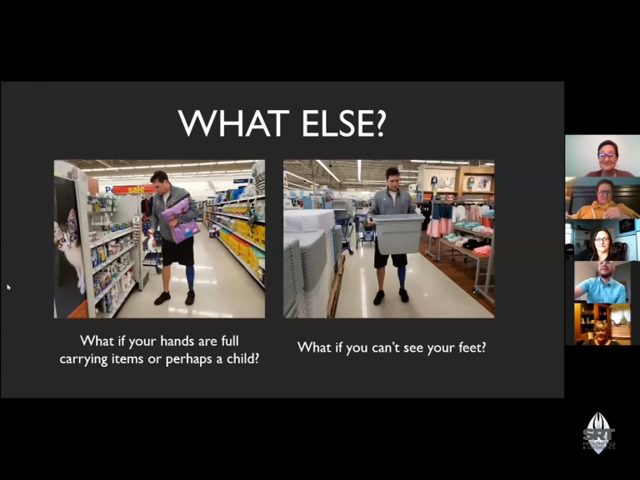 WHAT ELSE?
What if your hands are full
carrying items or perhaps a child?
What if you can't see your feet?
SRT